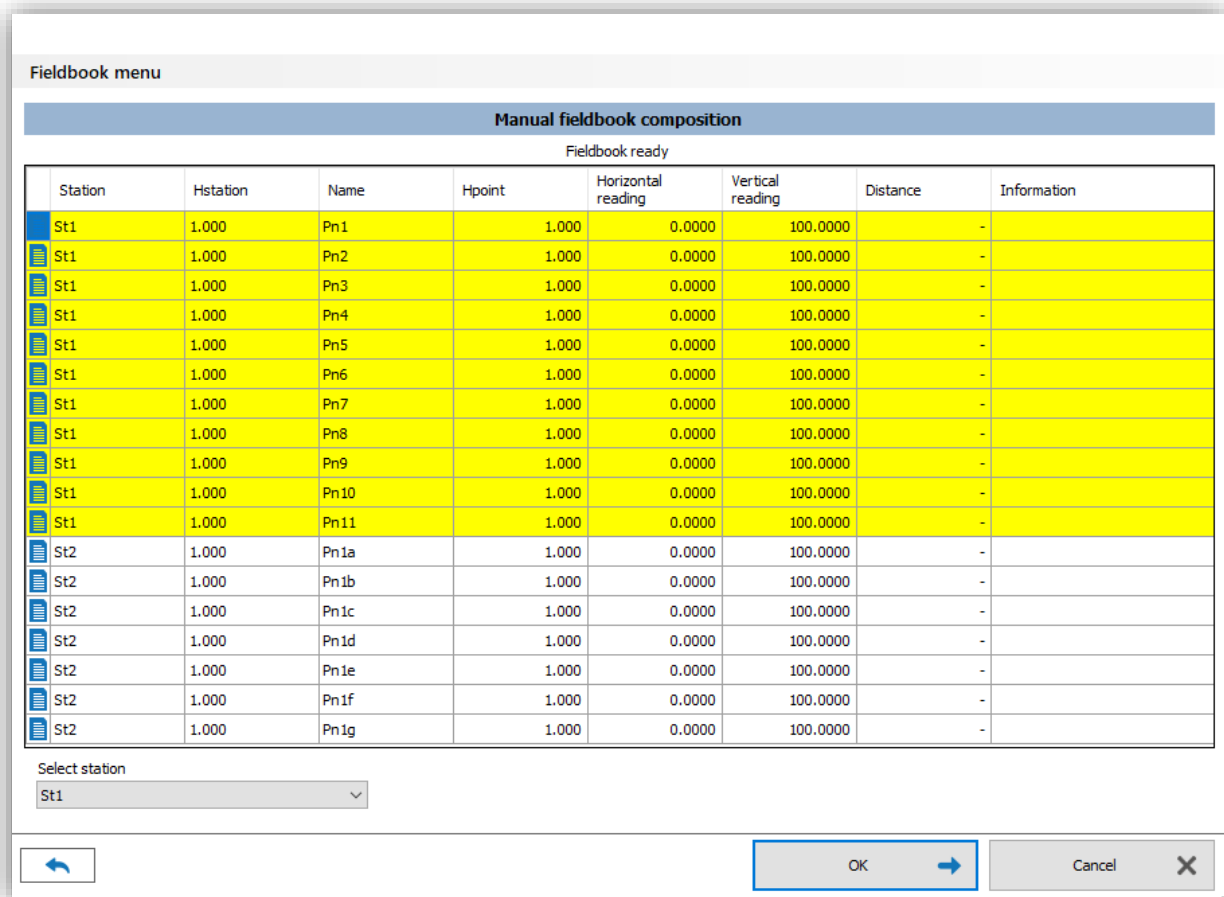 Fieldbook menu
Manual fieldbook composition
Fieldbook ready
Station Hstation Name Hpoint Horizontal reading Vertical reading Distance Information
St1 1.000 Pn1 1.000 0.0000 100.0000 -
St1 1.000 Pn2 1.000 0.0000 100.0000 -
St1 1.000 Pn3 1.000 0.0000 100.0000 -
St1 1.000 Pn4 1.000 0.0000 100.0000 -
St1 1.000 Pn5 1.000 0.0000 100.0000 -
St1 1.000 Pn6 1.000 0.0000 100.0000 -
St1 1.000 Pn7 1.000 0.0000 100.0000 -
St1 1.000 Pn8 1.000 0.0000 100.0000 -
St1 1.000 Pn9 1.000 0.0000 100.0000 -
St1 1.000 Pn10 1.000 0.0000 100.0000 -
St1 1.000 Pn11 1.000 0.0000 100.0000 -
St2 1.000 Pn1a 1.000 0.0000 100.0000 -
St2 1.000 Pn1b 1.000 0.0000 100.0000 -
St2 1.000 Pn1c 1.000 0.0000 100.0000 -
St2 1.000 Pn1d 1.000 0.0000 100.0000 -
St2 1.000 Pn1e 1.000 0.0000 100.0000 -
St2 1.000 Pn1f 1.000 0.0000 100.0000 -
St2 1.000 Pn1g 1.000 0.0000 100.0000 -
Select station
St1
OK Cancel